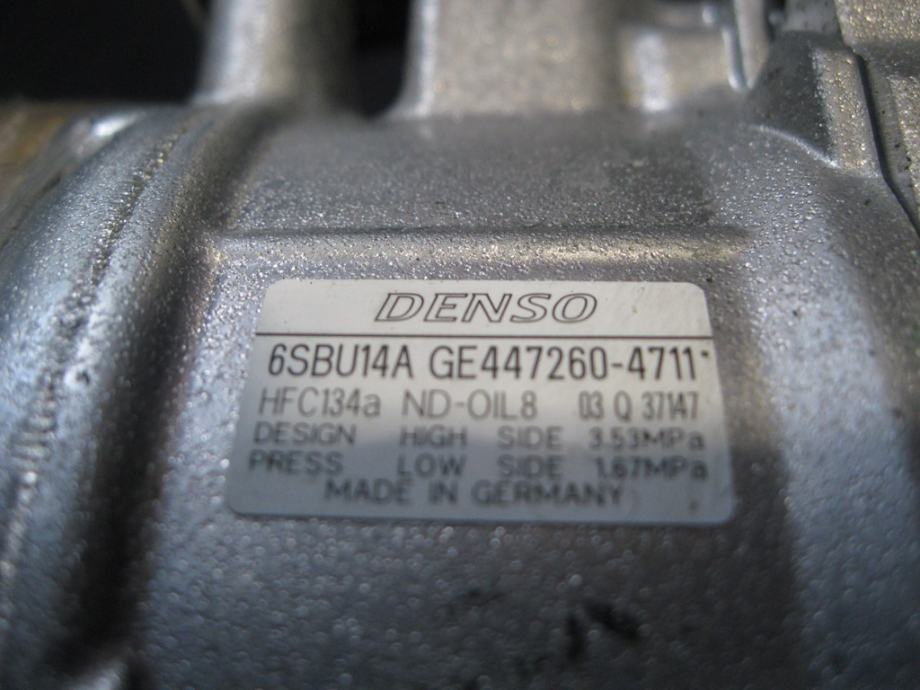 DENSO
6SBU14A GE447260-4711
HFC134a ND-OIL8 03 Q 37147
DESIGN HIGH SIDE 3.53MPa
PRESS LOW SIDE 1.67MPa
MADE IN GERMANY